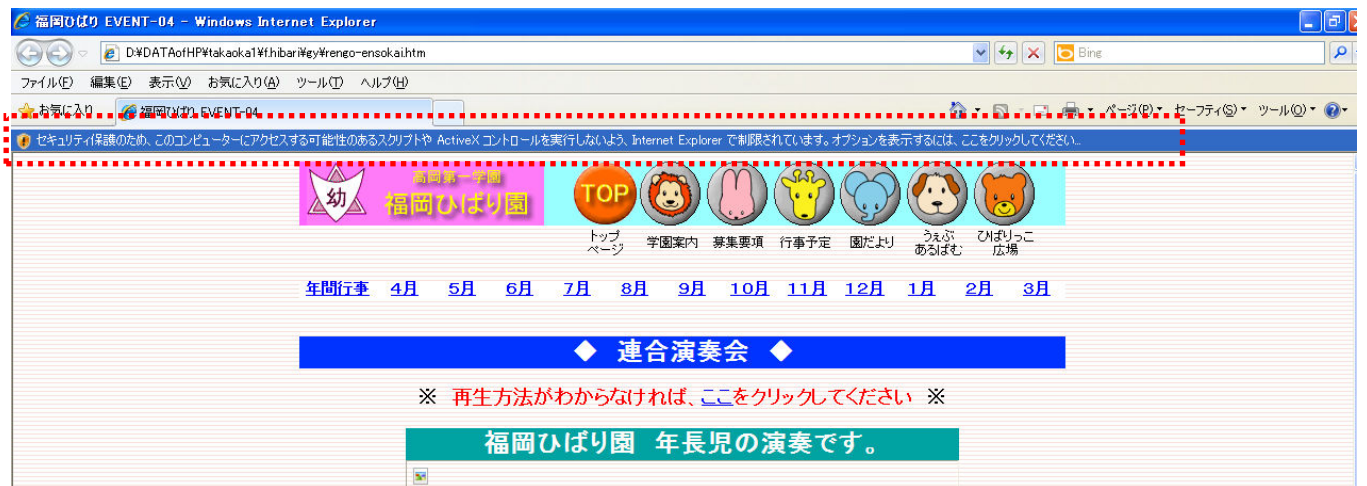 福岡ひばり EVENT-04 - Windows Internet Explorer
D:¥DATAofHP¥takaoka1¥f.hibari¥gy¥rengo-ensokai.htm
Bing
ファイル(F) 編集(E) 表示(V) お気に入り(A) ツール(T) ヘルプ(H)
お気に入り 福岡ひばり EVENT-04 ページ(P) セーフティ(S) ツール(O)
セキュリティ保護のため、このコンピューターにアクセスする可能性のあるスクリプトや ActiveX コントロールを実行しないよう、Internet Explorer で制限されています。オプションを表示するには、ここをクリックしてください...
幼 高岡第一学園
福岡ひばり園
TOP
トップページ 学園案内 募集要項 行事予定 園だより うぇぶあるばむ ひばりっこ広場
年間行事 4月 5月 6月 7月 8月 9月 10月 11月 12月 1月 2月 3月
◆ 連合演奏会 ◆
※ 再生方法がわからなければ、ここをクリックしてください ※
福岡ひばり園 年長児の演奏です。